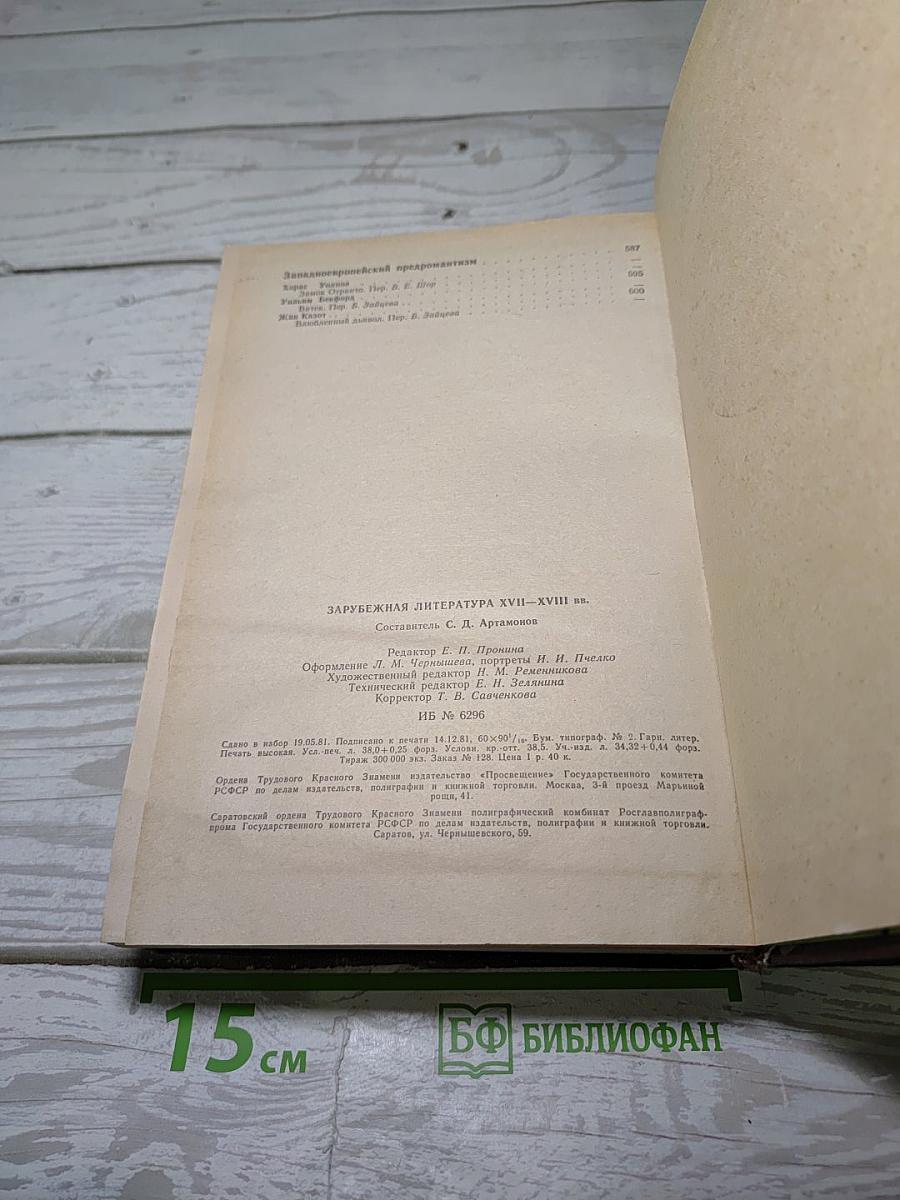 Западноевропейский предромантизм . . . . . . . . . . 587
Хорас Уолпол . . . . . . . . . . —
Замок Отранто. Пер. В. Е. Шор . . . . . . . . . . 
Уильям Бекфорд . . . . . . . . . . 595
Ватек. Пер. Б. Зайцева . . . . . . . . . . —
Жак Казот . . . . . . . . . . 600
Влюбленный дьявол. Пер. Б. Зайцева . . . . . . . . . . —
ЗАРУБЕЖНАЯ ЛИТЕРАТУРА XVII—XVIII вв.
Составитель С. Д. Артамонов
Редактор Е. П. Пронина
Оформление Л. М. Чернышева, портреты И. И. Пчелко
Художественный редактор Н. М. Ременникова
Технический редактор Е. Н. Зелянина
Корректор Т. В. Савченкова
ИБ № 6296
Сдано в набор 19.05.81. Подписано к печати 14.12.81. 60×90¹/₁₆. Бум. типограф. № 2. Гарн. литер.
Печать высокая. Усл.-печ. л. 38,0+0,25 форз. Условн. кр.-отт. 38,5. Уч.-изд. л. 34,32+0,44 форз.
Тираж 300 000 экз. Заказ № 128. Цена 1 р. 40 к.
Ордена Трудового Красного Знамени издательство «Просвещение» Государственного комитета
РСФСР по делам издательств, полиграфии и книжной торговли. Москва, 3-й проезд Марьиной
рощи, 41.
Саратовский ордена Трудового Красного Знамени полиграфический комбинат Росглавполиграф-
прома Государственного комитета РСФСР по делам издательств, полиграфии и книжной торговли.
Саратов, ул. Чернышевского, 59.
15 см
БФ БИБЛИОФАН